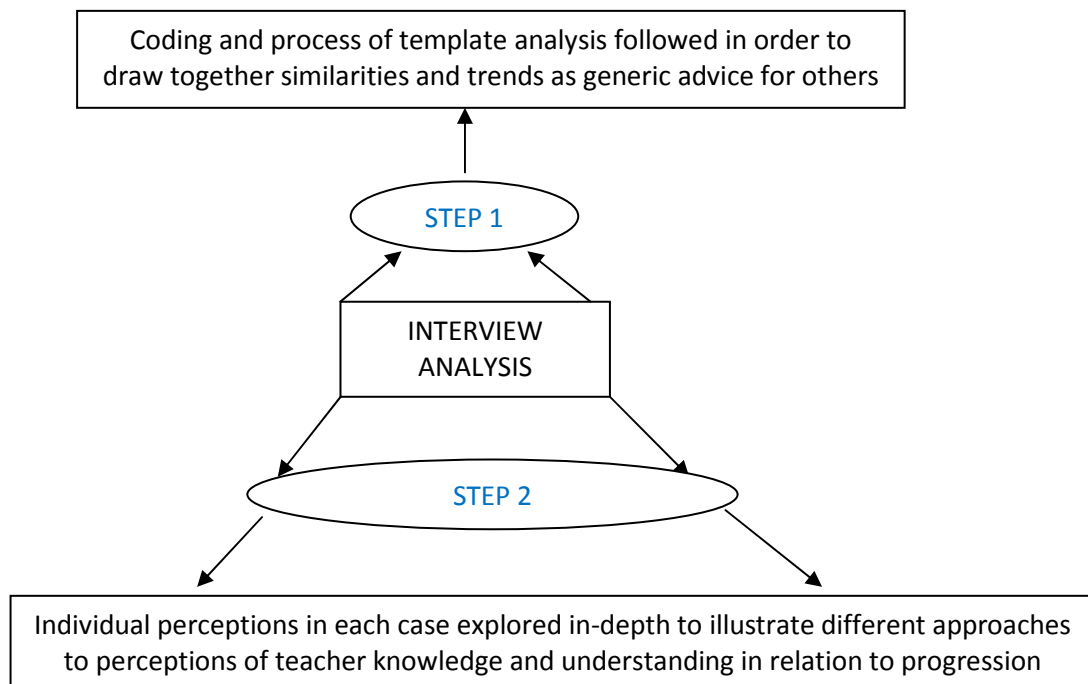 Coding and process of template analysis followed in order to
draw together similarities and trends as generic advice for others
STEP 1
INTERVIEW
ANALYSIS
STEP 2
Individual perceptions in each case explored in-depth to illustrate different approaches
to perceptions of teacher knowledge and understanding in relation to progression